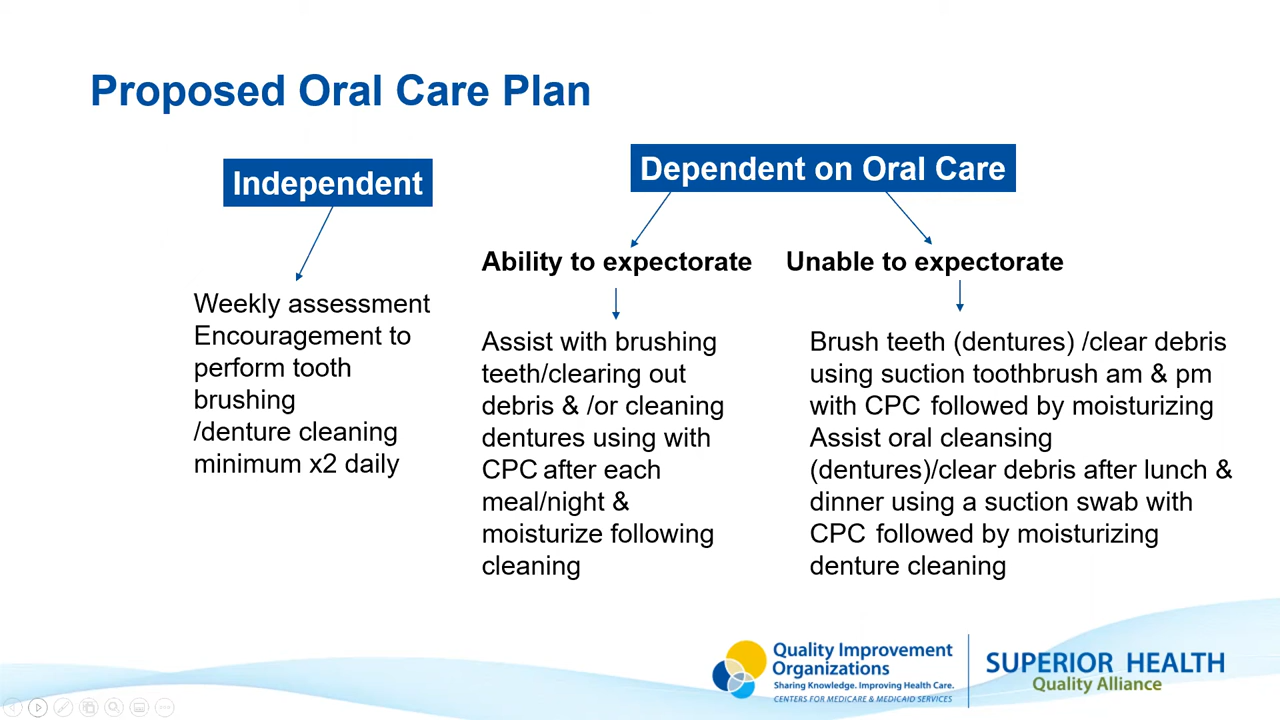 Proposed Oral Care Plan
Independent
Weekly assessment
Encouragement to
perform tooth
brushing
/denture cleaning
minimum x2 daily
Dependent on Oral Care
Ability to expectorate
Assist with brushing
teeth/clearing out
debris & /or cleaning
dentures using with
CPC after each
meal/night &
moisturize following
cleaning
Unable to expectorate
Brush teeth (dentures) /clear debris
using suction toothbrush am & pm
with CPC followed by moisturizing
Assist oral cleansing
(dentures)/clear debris after lunch &
dinner using a suction swab with
CPC followed by moisturizing
denture cleaning
Quality Improvement
Organizations
Sharing Knowledge. Improving Health Care.
CENTERS FOR MEDICARE & MEDICAID SERVICES
SUPERIOR HEALTH
Quality Alliance